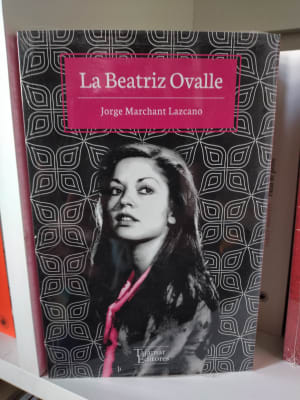 La Beatriz Ovalle
Jorge Marchant Lazcano
Tajamar
Editores